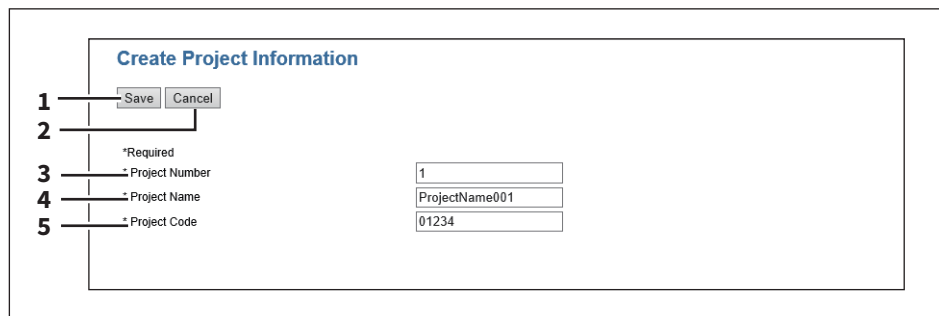 Create Project Information
1 Save Cancel
2
*Required
3 * Project Number 1
4 * Project Name ProjectName001
5 * Project Code 01234